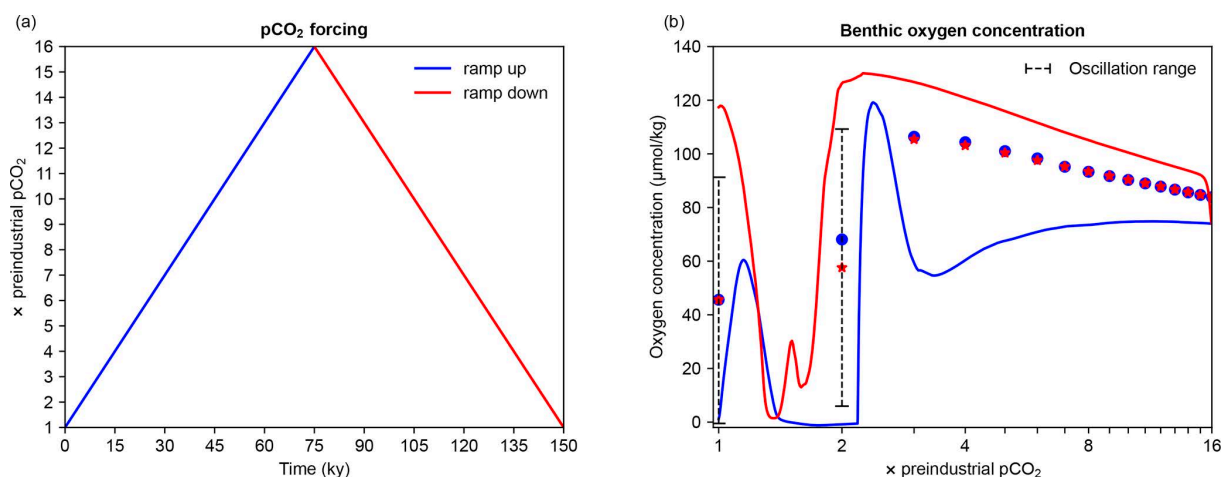 (a)
pCO₂ forcing
16
15
14
13
12
11
10
9
8
7
6
5
4
3
2
1
× preindustrial pCO₂
ramp up
ramp down
0 15 30 45 60 75 90 105 120 135 150
Time (ky)
(b)
Benthic oxygen concentration
140
120
100
80
60
40
20
0
Oxygen concentration (μmol/kg)
Oscillation range
1 2 4 8 16
× preindustrial pCO₂